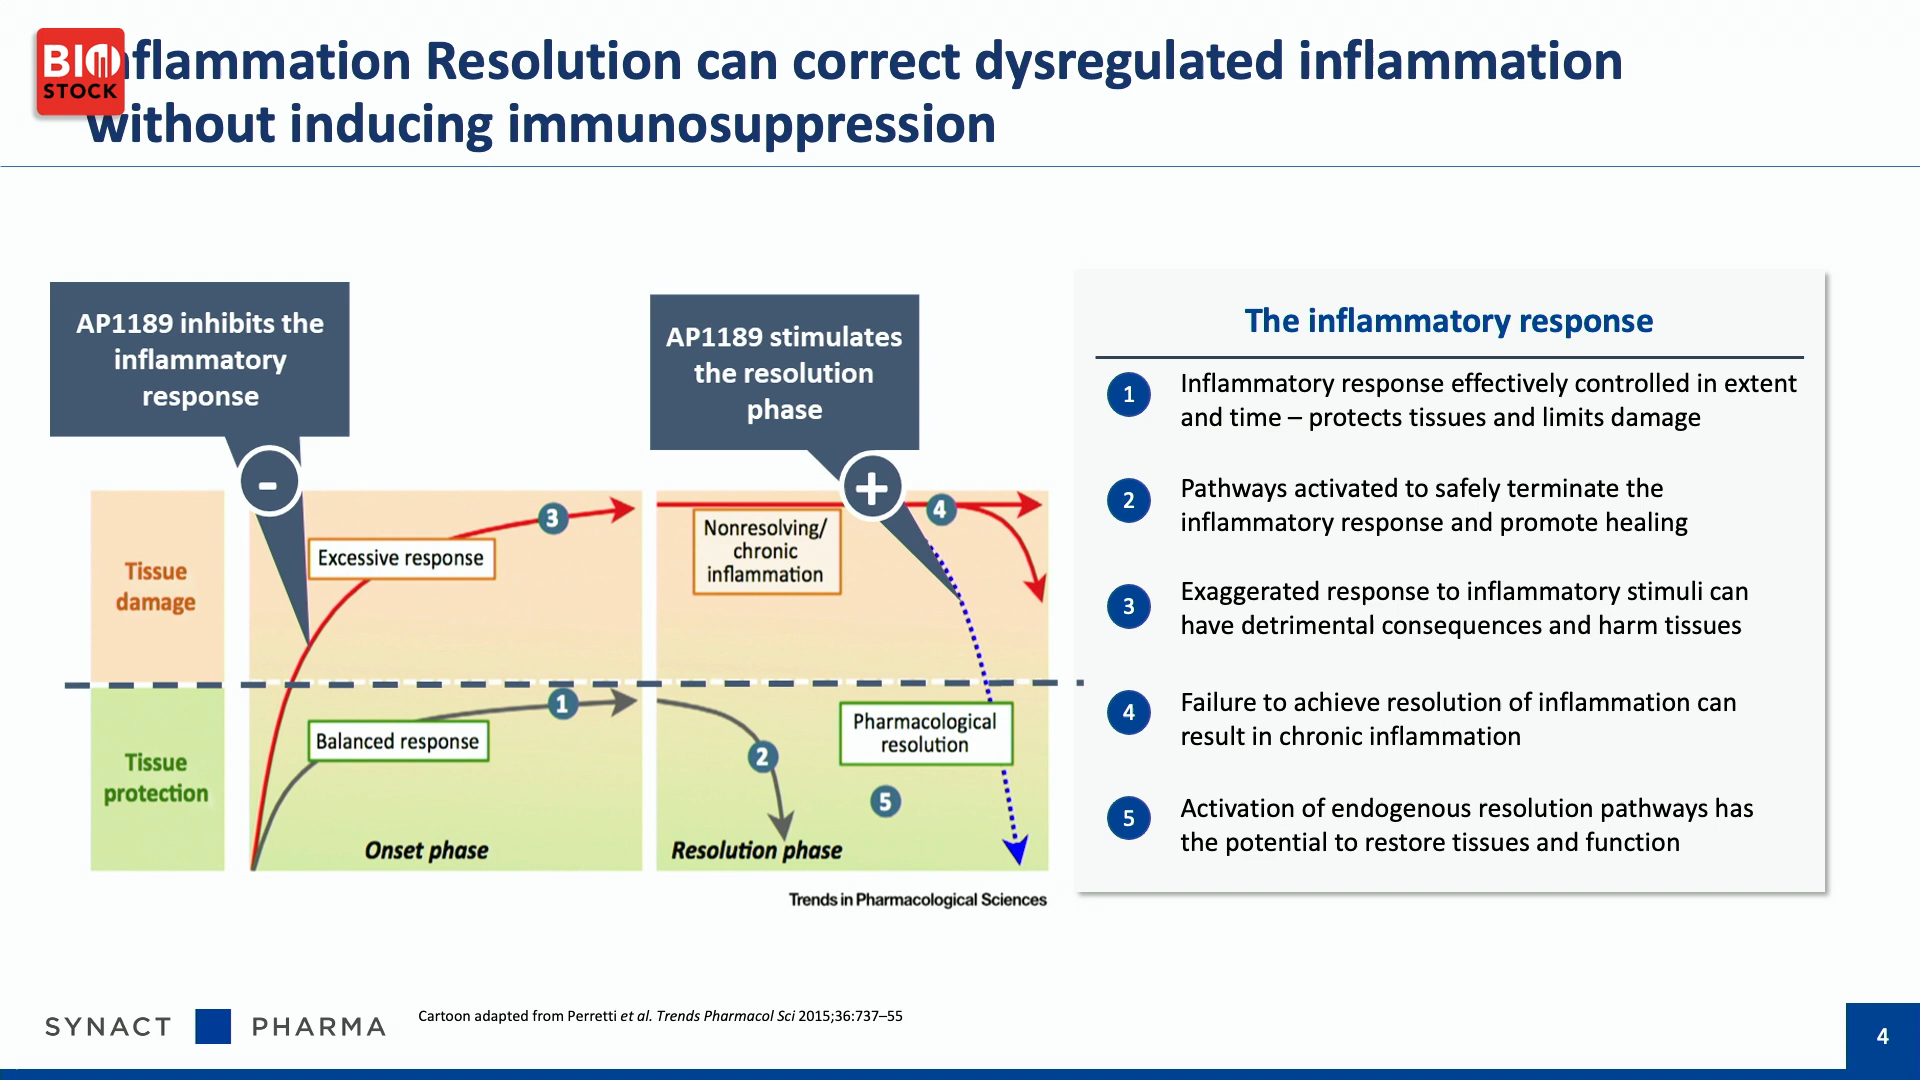 BIO
STOCK
nflammation Resolution can correct dysregulated inflammation
without inducing immunosuppression
AP1189 inhibits the
inflammatory
response
-
AP1189 stimulates
the resolution
phase
+
Tissue
damage
Tissue
protection
Excessive response
3
Balanced response
1
Onset phase
Nonresolving/
chronic
inflammation
4
2
Pharmacological
resolution
5
Resolution phase
Trends in Pharmacological Sciences
The inflammatory response
1 Inflammatory response effectively controlled in extent
and time – protects tissues and limits damage
2 Pathways activated to safely terminate the
inflammatory response and promote healing
3 Exaggerated response to inflammatory stimuli can
have detrimental consequences and harm tissues
4 Failure to achieve resolution of inflammation can
result in chronic inflammation
5 Activation of endogenous resolution pathways has
the potential to restore tissues and function
SYNACT PHARMA
Cartoon adapted from Perretti et al. Trends Pharmacol Sci 2015;36:737–55
4